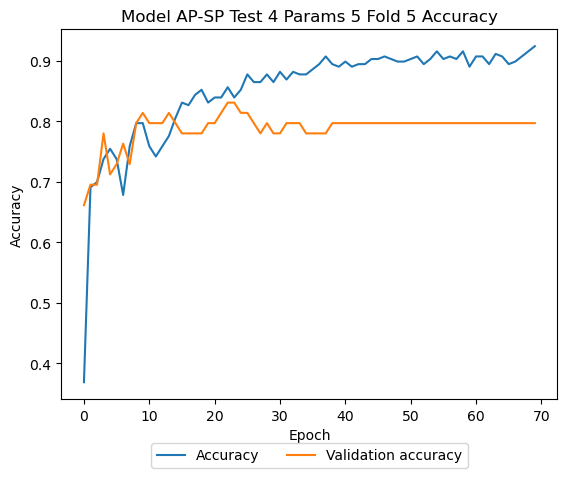 Model AP-SP Test 4 Params 5 Fold 5 Accuracy
0.9
0.8
0.7
0.6
0.5
0.4
Accuracy
0 10 20 30 40 50 60 70
Epoch
Accuracy Validation accuracy